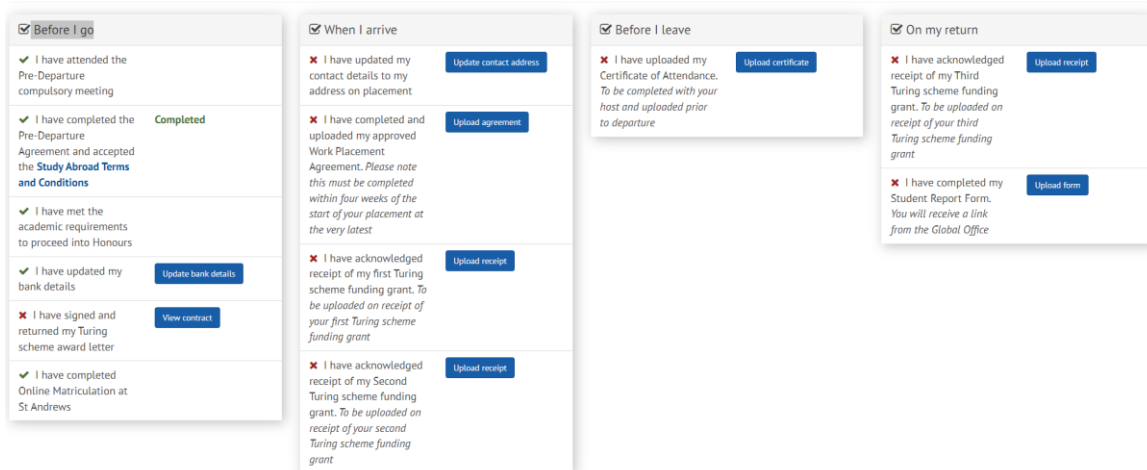 Before I go
I have attended the
Pre-Departure
compulsory meeting
I have completed the
Pre-Departure
Agreement and accepted
the Study Abroad Terms
and Conditions
Completed
I have met the
academic requirements
to proceed into Honours
I have updated my
bank details
Update bank details
I have signed and
returned my Turing
scheme award letter
View contract
I have completed
Online Matriculation at
St Andrews
When I arrive
I have updated my
contact details to my
address on placement
Update contact address
I have completed and
uploaded my approved
Work Placement
Agreement. Please note
this must be completed
within four weeks of the
start of your placement at
the very latest
Upload agreement
I have acknowledged
receipt of my first Turing
scheme funding grant. To
be uploaded on receipt of
your first Turing scheme
funding grant
Upload receipt
I have acknowledged
receipt of my Second
Turing scheme funding
grant. To be uploaded on
receipt of your second
Turing scheme funding
grant
Upload receipt
Before I leave
I have uploaded my
Certificate of Attendance.
To be completed with your
host and uploaded prior
to departure
Upload certificate
On my return
I have acknowledged
receipt of my Third
Turing scheme funding
grant. To be uploaded on
receipt of your third
Turing scheme funding
grant
Upload receipt
I have completed my
Student Report Form.
You will receive a link
from the Global Office
Upload form